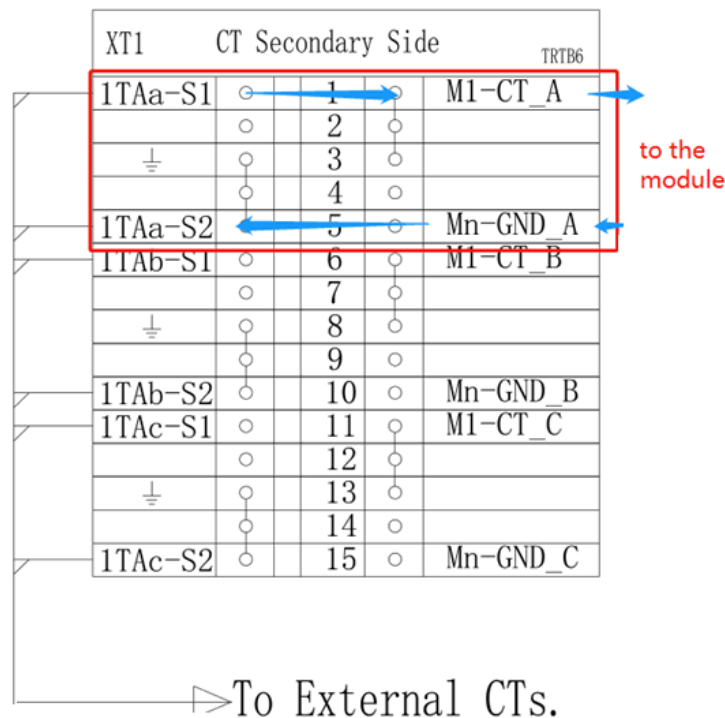 XT1 CT Secondary Side TRTB6
1TAa-S1 1 M1-CT_A
2
3
4
1TAa-S2 5 Mn-GND_A
to the
module
1TAb-S1 6 M1-CT_B
7
8
9
1TAb-S2 10 Mn-GND_B
1TAc-S1 11 M1-CT_C
12
13
14
1TAc-S2 15 Mn-GND_C
To External CTs.